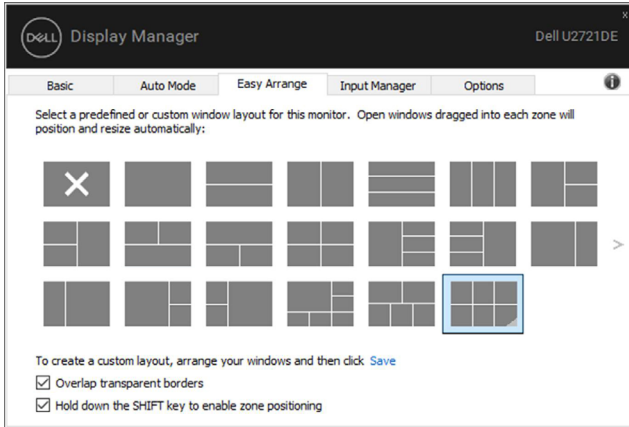 x
DELL Display Manager
Dell U2721DE
Basic Auto Mode Easy Arrange Input Manager Options
i
Select a predefined or custom window layout for this monitor. Open windows dragged into each zone will
position and resize automatically:
>
To create a custom layout, arrange your windows and then click Save
Overlap transparent borders
Hold down the SHIFT key to enable zone positioning